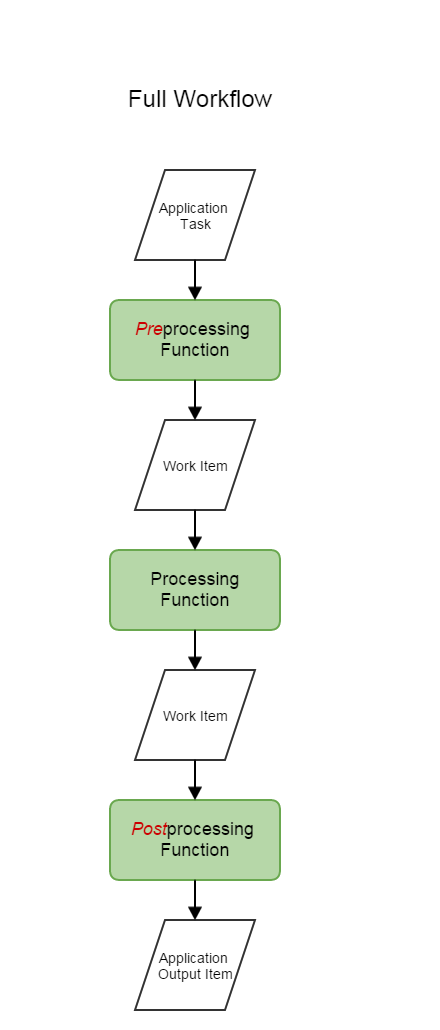 Full Workflow
Application
Task
Preprocessing
Function
Work Item
Processing
Function
Work Item
Postprocessing
Function
Application
Output Item